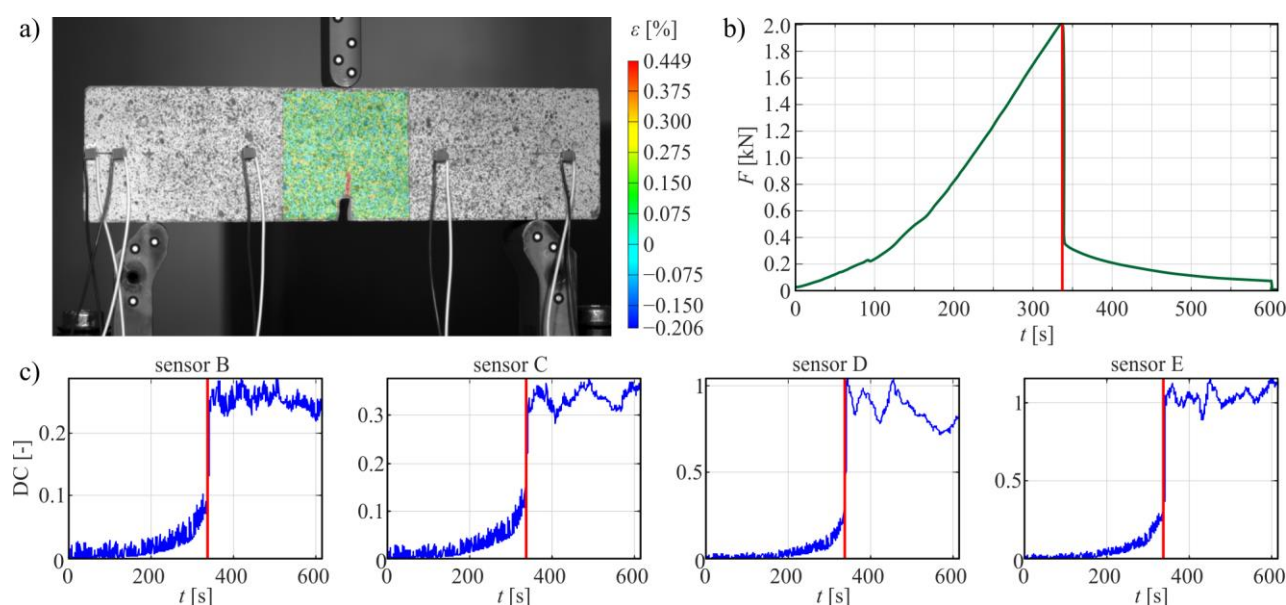 a)
ε [%]
0.449
0.375
0.300
0.275
0.150
0.075
0
−0.075
−0.150
−0.206
b)
2.0
1.8
1.6
1.4
1.2
1.0
0.8
0.6
0.4
0.2
0
F [kN]
0 100 200 300 400 500 600
t [s]
c)
sensor B
DC [-]
0.2
0.1
0
0 200 400 600
t [s]
sensor C
0.3
0.2
0.1
0
0 200 400 600
t [s]
sensor D
1
0.5
0
0 200 400 600
t [s]
sensor E
1
0.5
0
0 200 400 600
t [s]